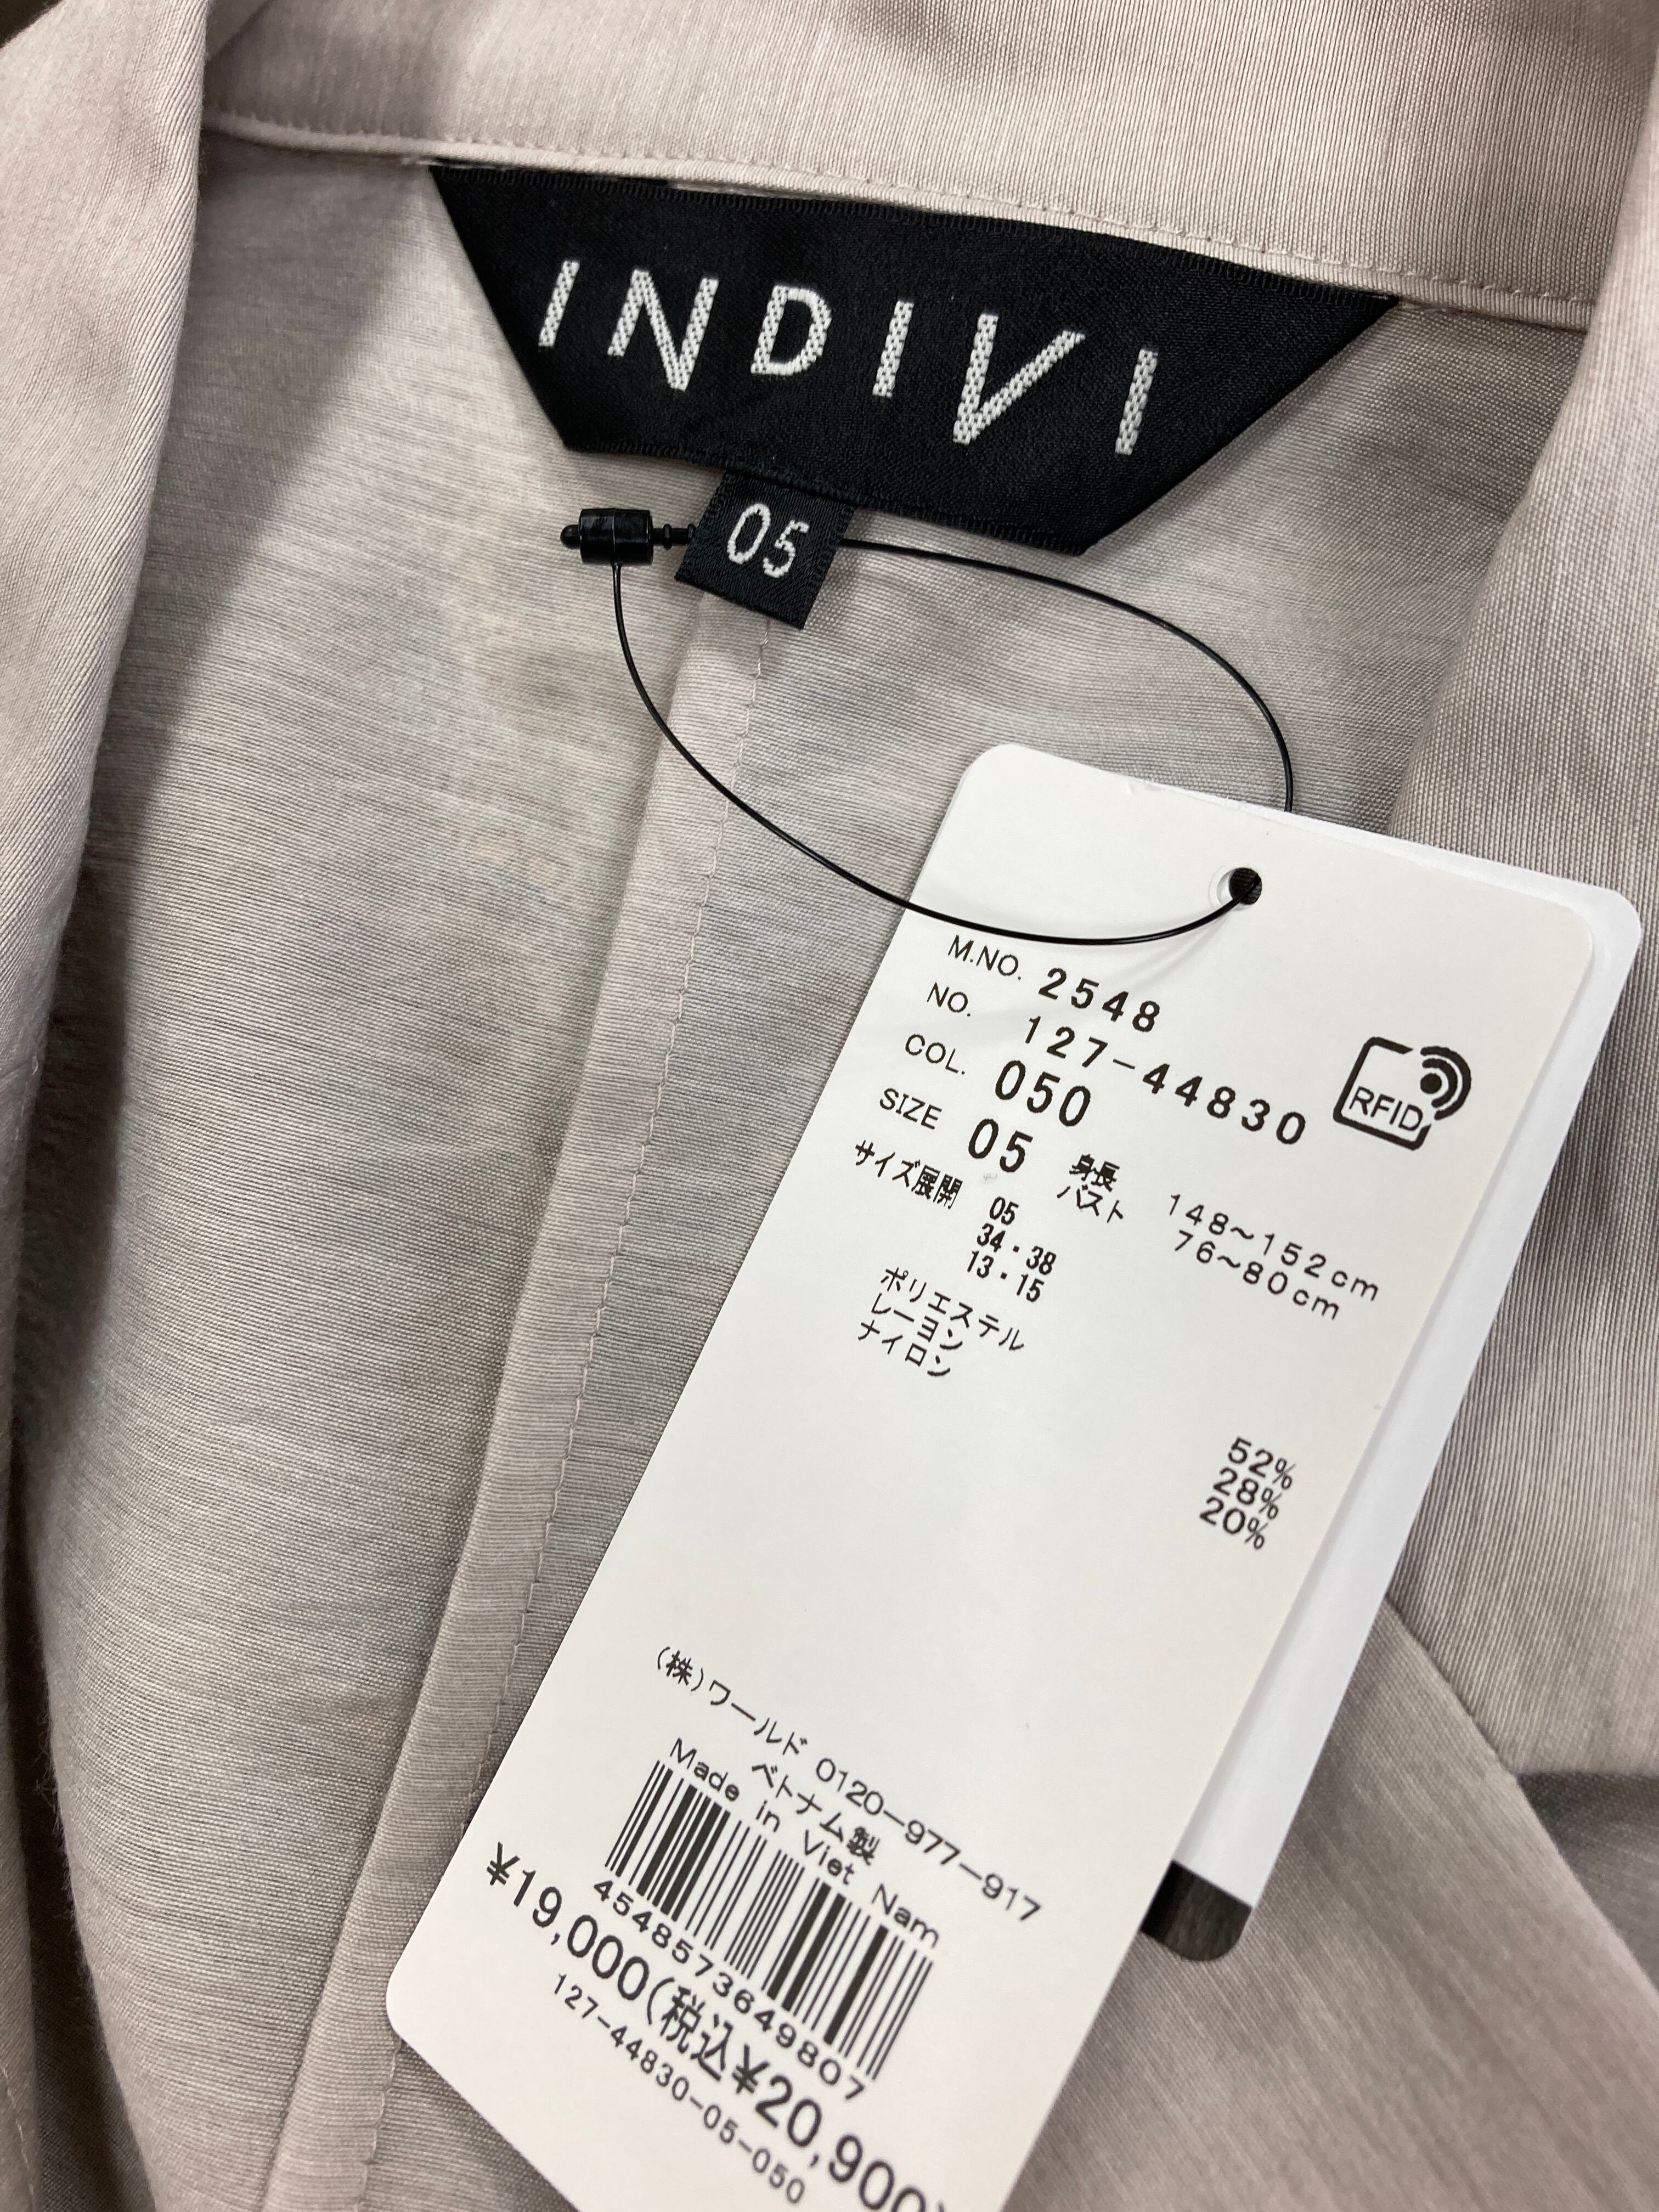 INDIVI
05
M.NO. 2548
NO. 127-44830
COL. 050
RFID
SIZE 05 身長 148~152cm
バスト 76~80cm
サイズ展開 05
34・38
13・15
ポリエステル 52%
レーヨン 28%
ナイロン 20%
(株)ワールド 0120-977-917
ベトナム製
Made in Viet Nam
4548573649807
¥19,000(税込¥20,900)
127-44830-05-050